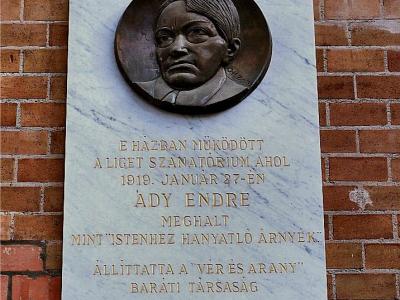 E HÁZBAN MŰKÖDÖTT
A LIGET SZANATÓRIUM, AHOL
1919. JANUÁR 27-ÉN
ADY ENDRE
MEGHALT
MINT "ISTENHEZ HANYATLÓ ÁRNYÉK."
ÁLLÍTTATTA A "VÉR ÉS ARANY"
BARÁTI TÁRSASÁG